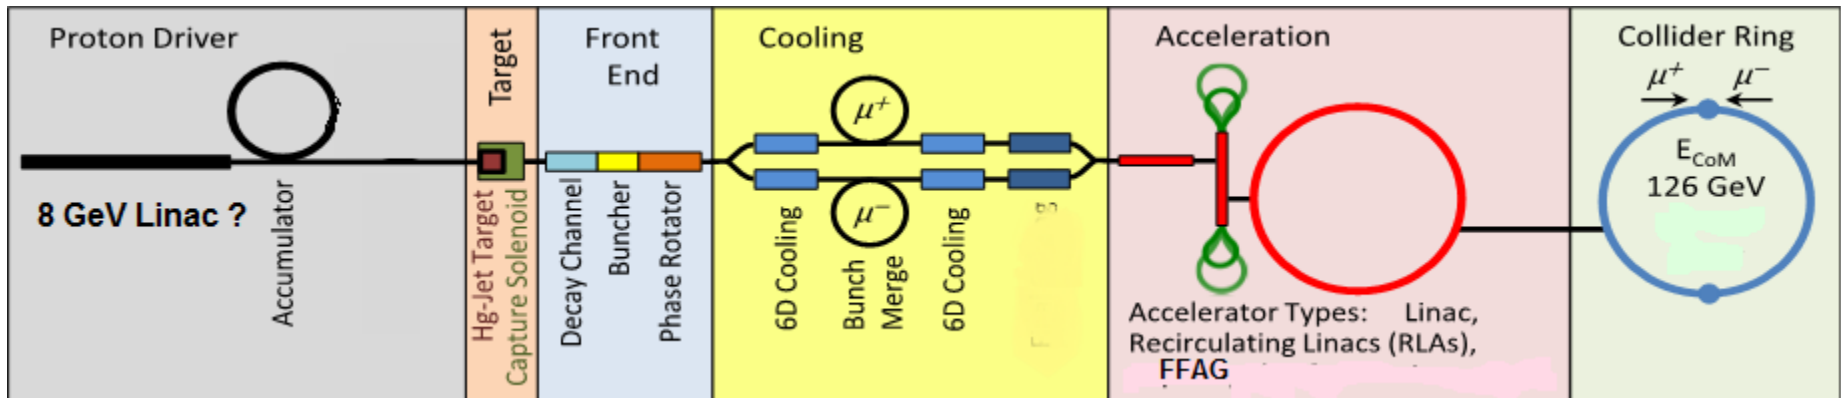 Proton Driver
8 GeV Linac ?
Accumulator
Target
Hg-Jet Target
Capture Solenoid
Front
End
Decay Channel
Buncher
Phase Rotator
Cooling
μ+
μ−
6D Cooling
Bunch
Merge
6D Cooling
Acceleration
Accelerator Types: Linac,
Recirculating Linacs (RLAs),
FFAG
Collider Ring
μ+ μ−
ECoM
126 GeV